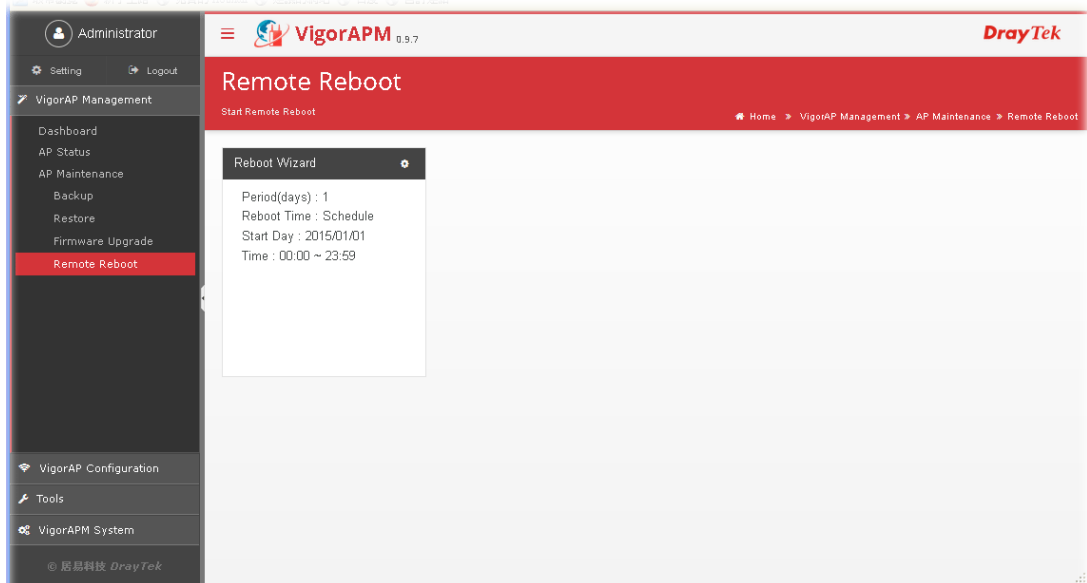 Administrator
Setting
Logout
VigorAP Management
Dashboard
AP Status
AP Maintenance
Backup
Restore
Firmware Upgrade
Remote Reboot
VigorAP Configuration
Tools
VigorAPM System
© 居易科技 DrayTek
VigorAPM 0.9.7
DrayTek
Remote Reboot
Start Remote Reboot
Home » VigorAP Management » AP Maintenance » Remote Reboot
Reboot Wizard
Period(days) : 1
Reboot Time : Schedule
Start Day : 2015/01/01
Time : 00:00 ~ 23:59